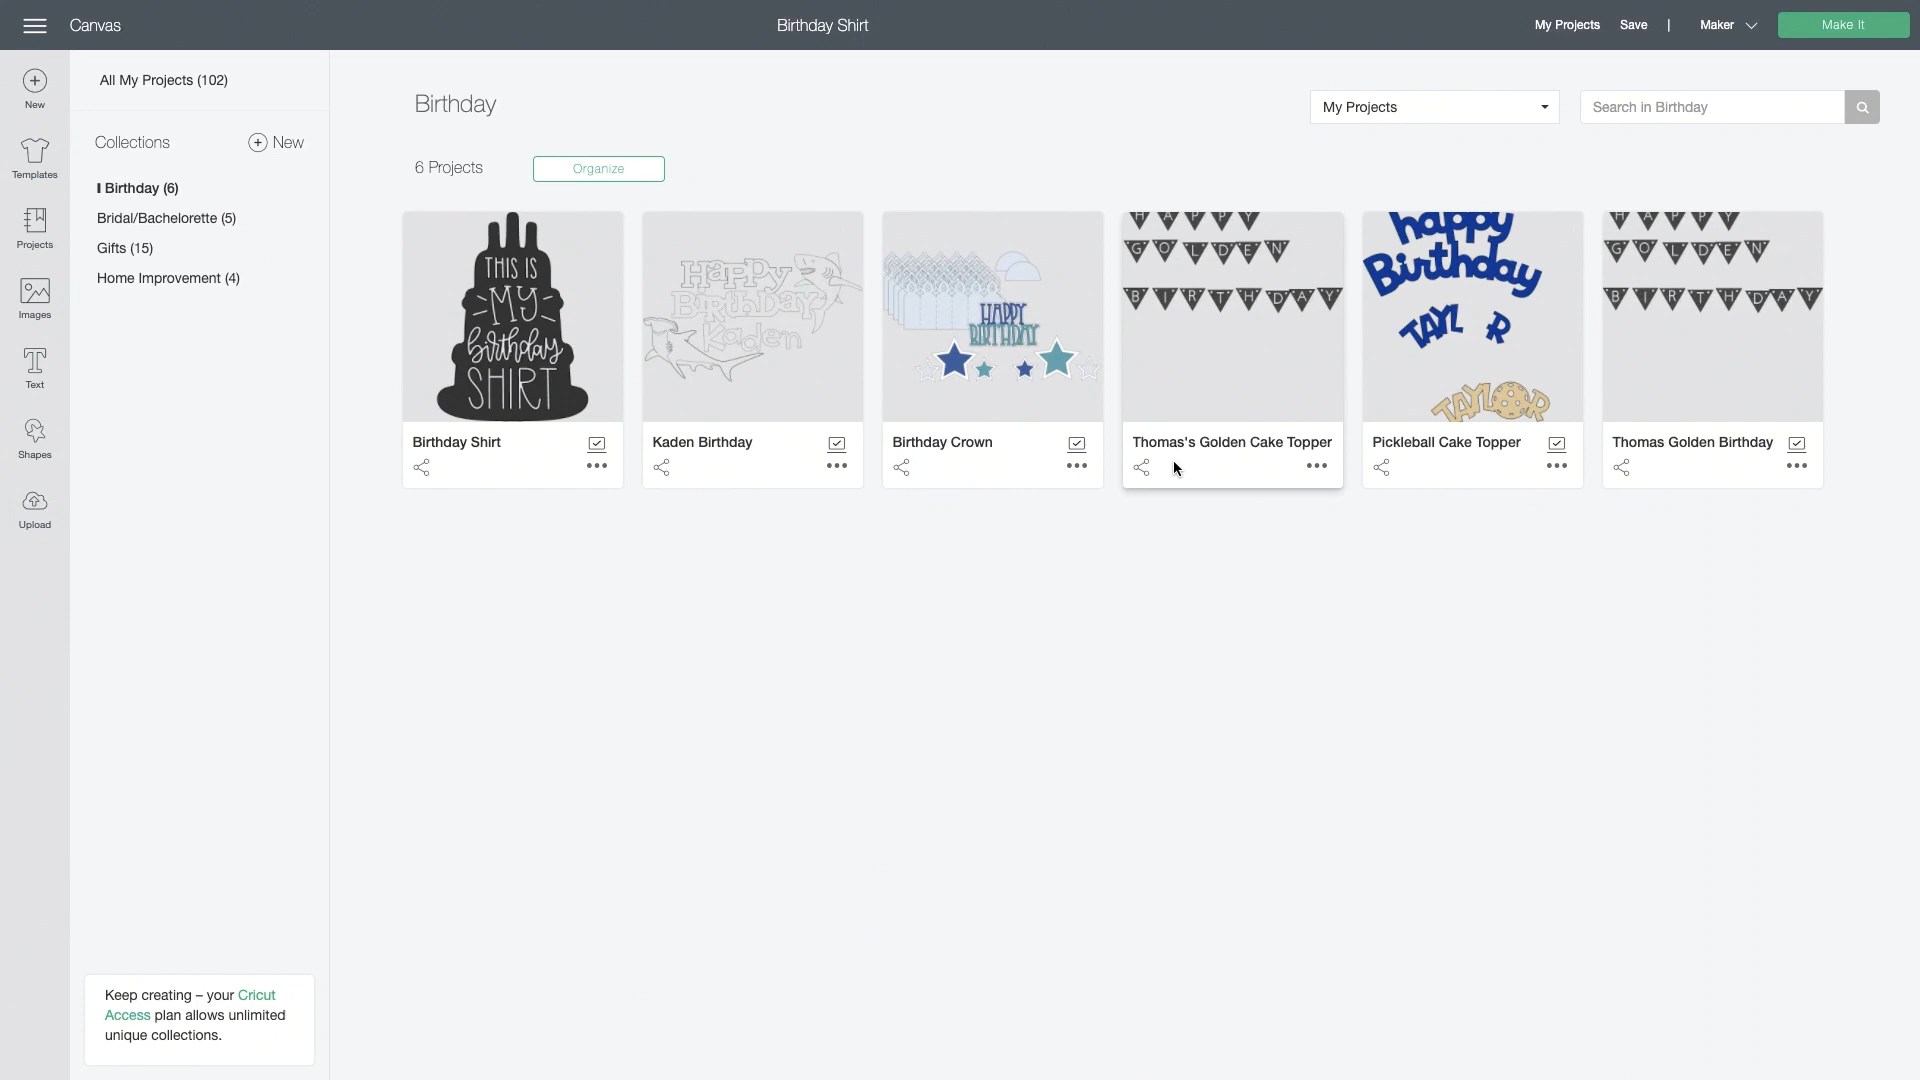 Canvas
Birthday Shirt
My Projects
Save
|
Maker
Make It
New
Templates
Projects
Images
Text
Shapes
Upload
All My Projects (102)
Collections
New
Birthday (6)
Bridal/Bachelorette (5)
Gifts (15)
Home Improvement (4)
Keep creating – your Cricut
Access plan allows unlimited
unique collections.
Birthday
My Projects
Search in Birthday
6 Projects
Organize
THIS IS
MY
birthday
SHIRT
Birthday Shirt
Happy
Birthday
Kaden
Kaden Birthday
HAPPY
BIRTHDAY
Birthday Crown
HAPPY
GOLDEN
BIRTHDAY
Thomas's Golden Cake Topper
happy
Birthday
TAYL R
TAYLOR
Pickleball Cake Topper
HAPPY
GOLDEN
BIRTHDAY
Thomas Golden Birthday